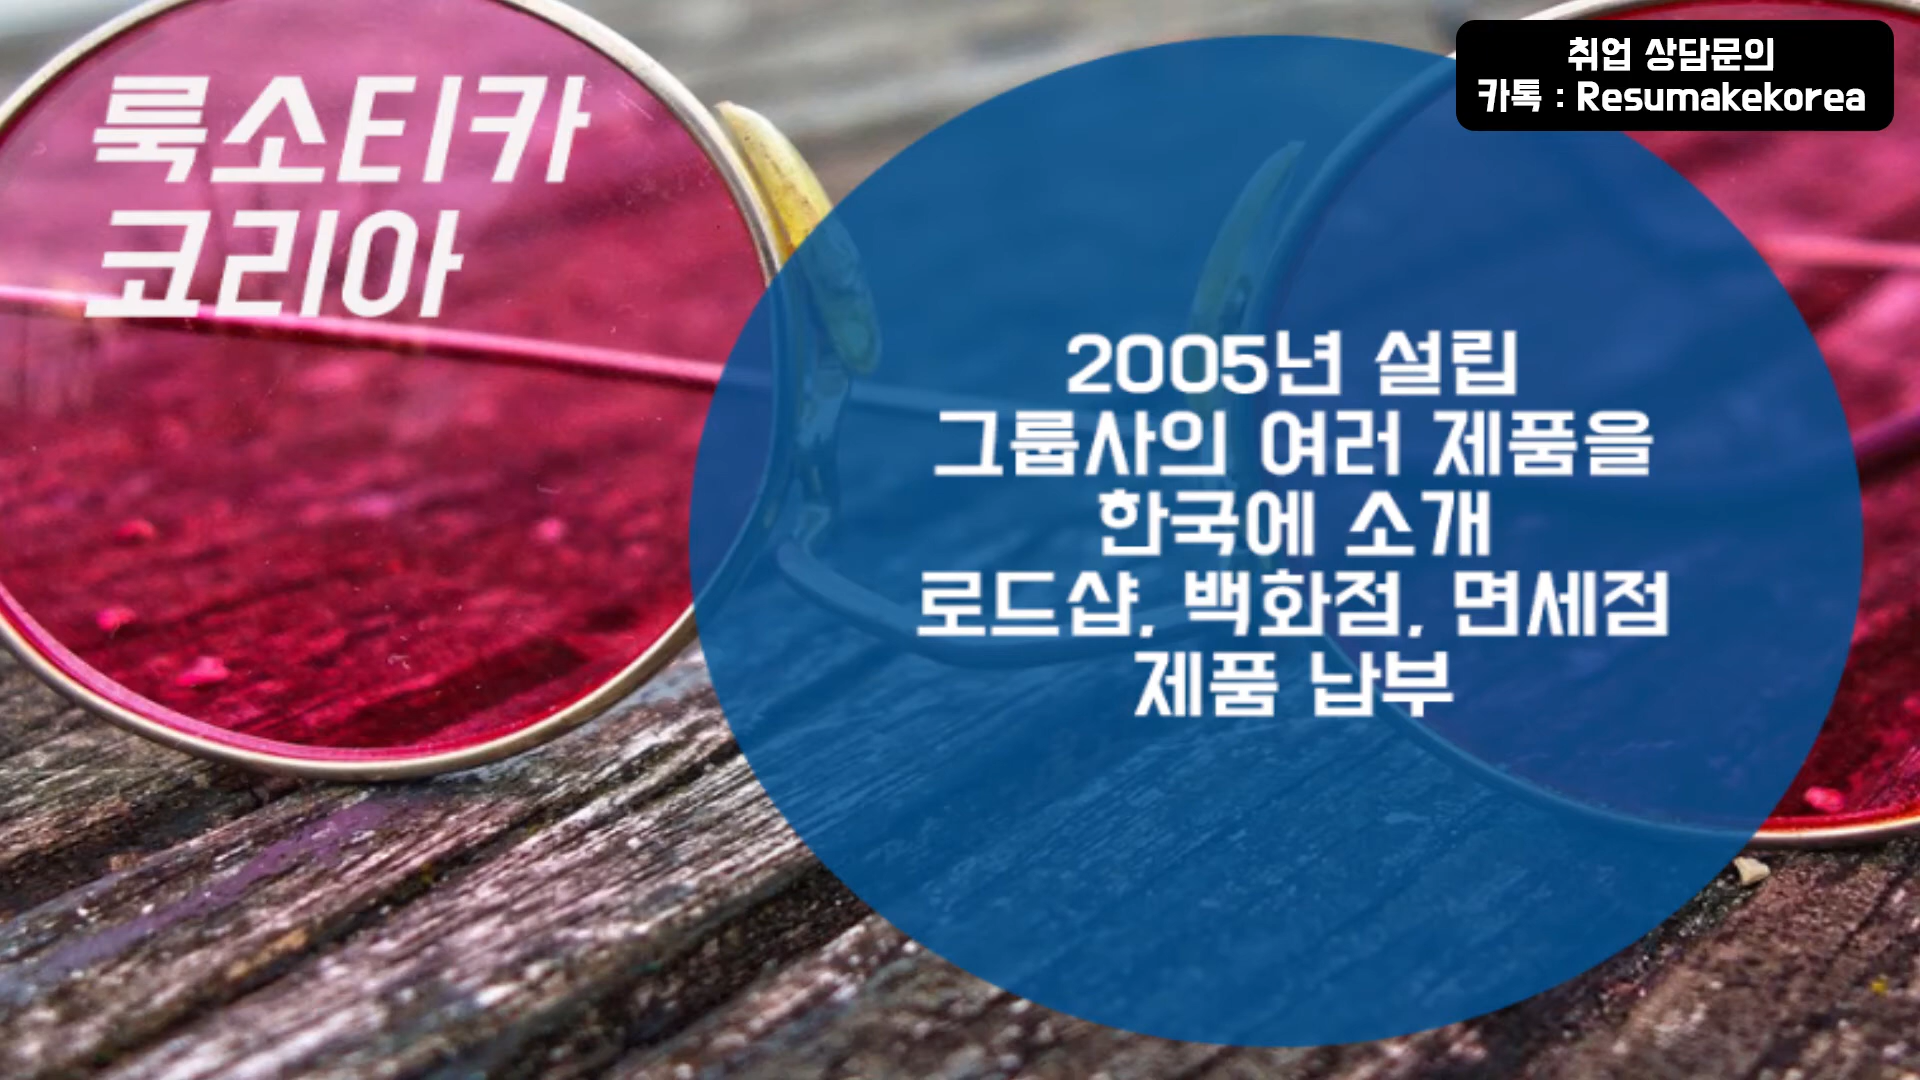 룩소티카
코리아
취업 상담문의
카톡 : Resumakekorea
2005년 설립
그룹사의 여러 제품을
한국에 소개
로드샵, 백화점, 면세점
제품 납부